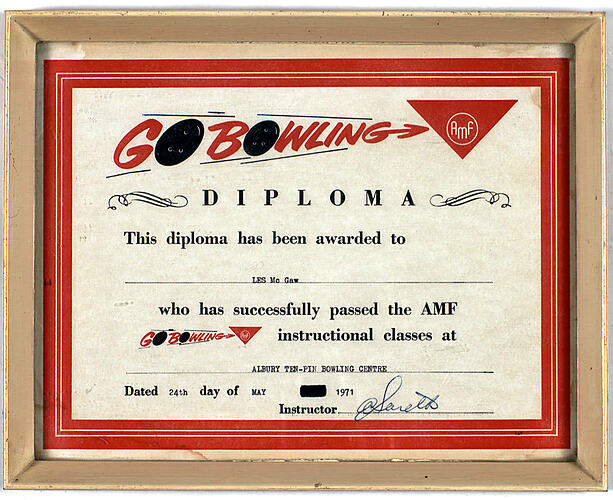 GO BOWLING AMF
DIPLOMA
This diploma has been awarded to
LES Mc Gaw
who has successfully passed the AMF
GO BOWLING instructional classes at
ALBURY TEN-PIN BOWLING CENTRE
Dated 24th day of MAY 1971
Instructor